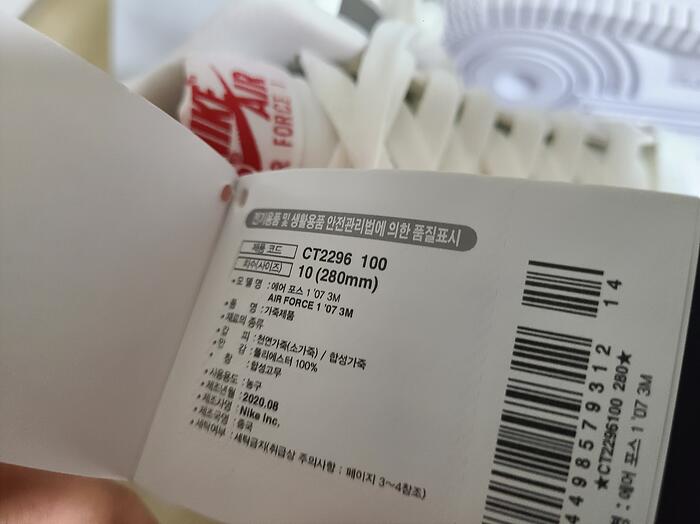 NIKE
AIR
R FORCE 1
전기용품 및 생활용품 안전관리법에 의한 품질표시
제품 코드 CT2296 100
치수(사이즈) 10 (280mm)
• 모 델 명 : 에어 포스 1 '07 3M
AIR FORCE 1 '07 3M
• 품 명 : 가죽제품
• 재료의 종류
• 겉 피 : 천연가죽(소가죽) / 합성가죽
• 안 감 : 폴리에스터 100%
• 창 : 합성고무
• 사용용도 : 농구
• 제조년월 : 2020.08
• 제조사명 : Nike Inc.
• 제조국명 : 중국
• 세탁여부 : 세탁금지(취급상 주의사항 : 페이지 3~4참조)
14
4498579312
★CT2296100 280★
: 에어 포스 1 '07 3M